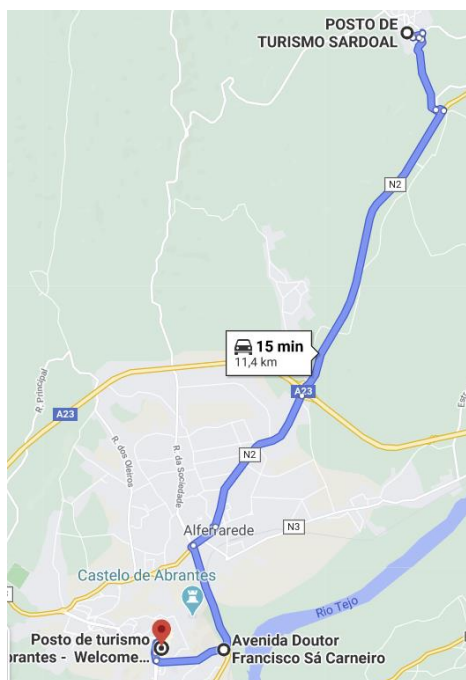 POSTO DE
TURISMO SARDOAL
N2
15 min
11,4 km
A23
R. Principal
A23
R. dos Oleiros
R. da Sociedade
N2
Alferrarede
N3
Castelo de Abrantes
Rio Tejo
Posto de turismo
brantes - Welcome...
Avenida Doutor
Francisco Sá Carneiro